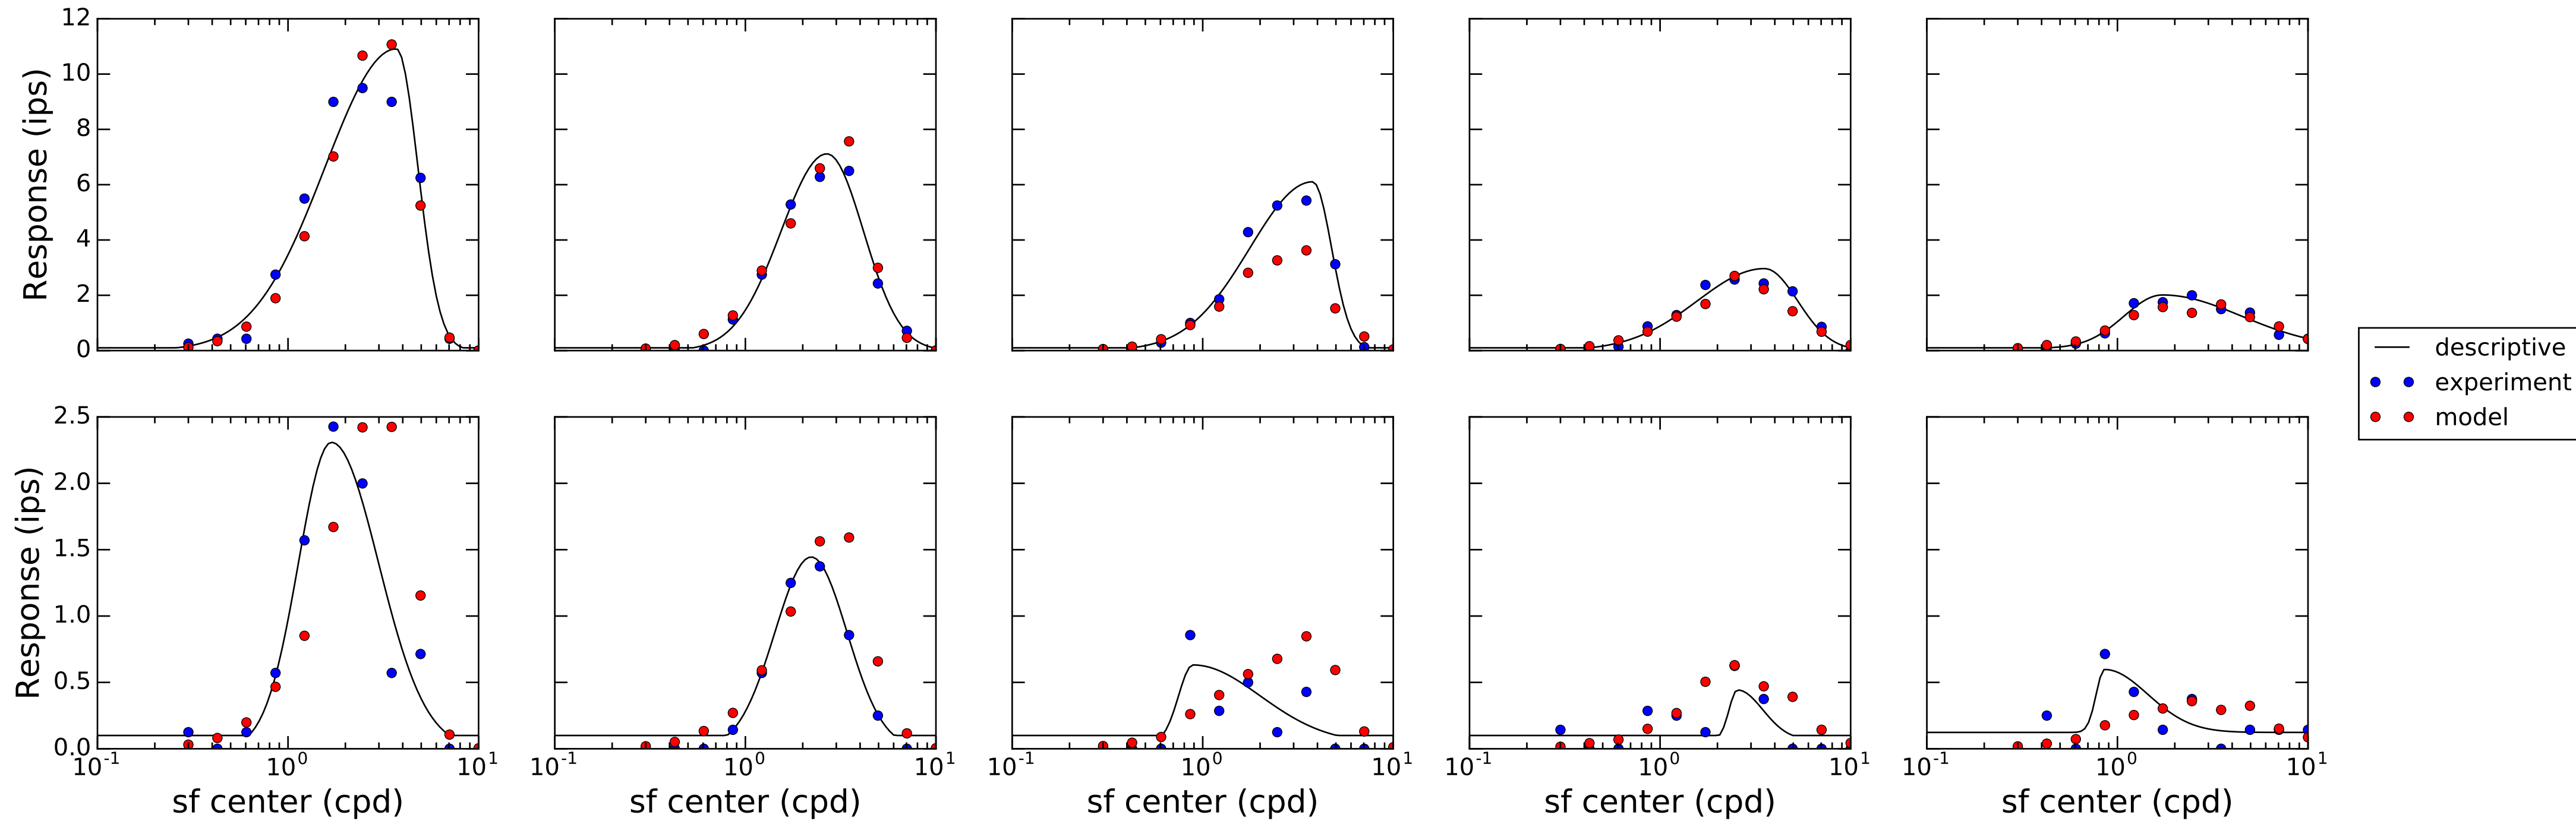 12
10
8
6
4
2
0
Response (ips)
descriptive
experiment
model
2.5
2.0
1.5
1.0
0.5
0.0
Response (ips)
10^-1 10^0 10^1 10^-1 10^0 10^1 10^-1 10^0 10^1 10^-1 10^0 10^1 10^-1 10^0 10^1
sf center (cpd) sf center (cpd) sf center (cpd) sf center (cpd) sf center (cpd)